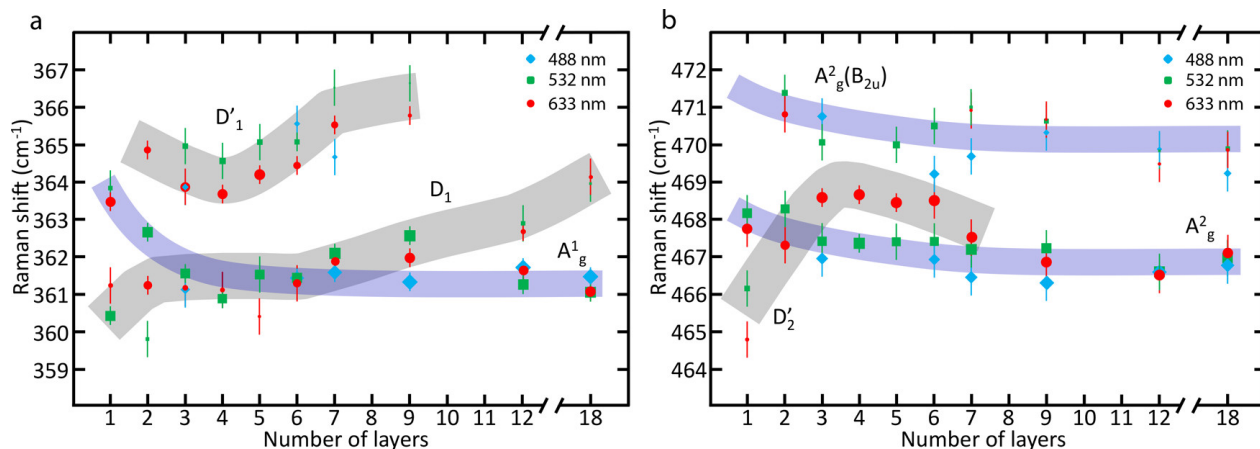 a
Raman shift (cm⁻¹)
367
366
365
364
363
362
361
360
359
1 2 3 4 5 6 7 8 9 10 11 12 18
Number of layers
488 nm
532 nm
633 nm
D'₁
D₁
A¹g
b
Raman shift (cm⁻¹)
472
471
470
469
468
467
466
465
464
1 2 3 4 5 6 7 8 9 10 11 12 18
Number of layers
488 nm
532 nm
633 nm
A²g(B₂ᵤ)
A²g
D'₂